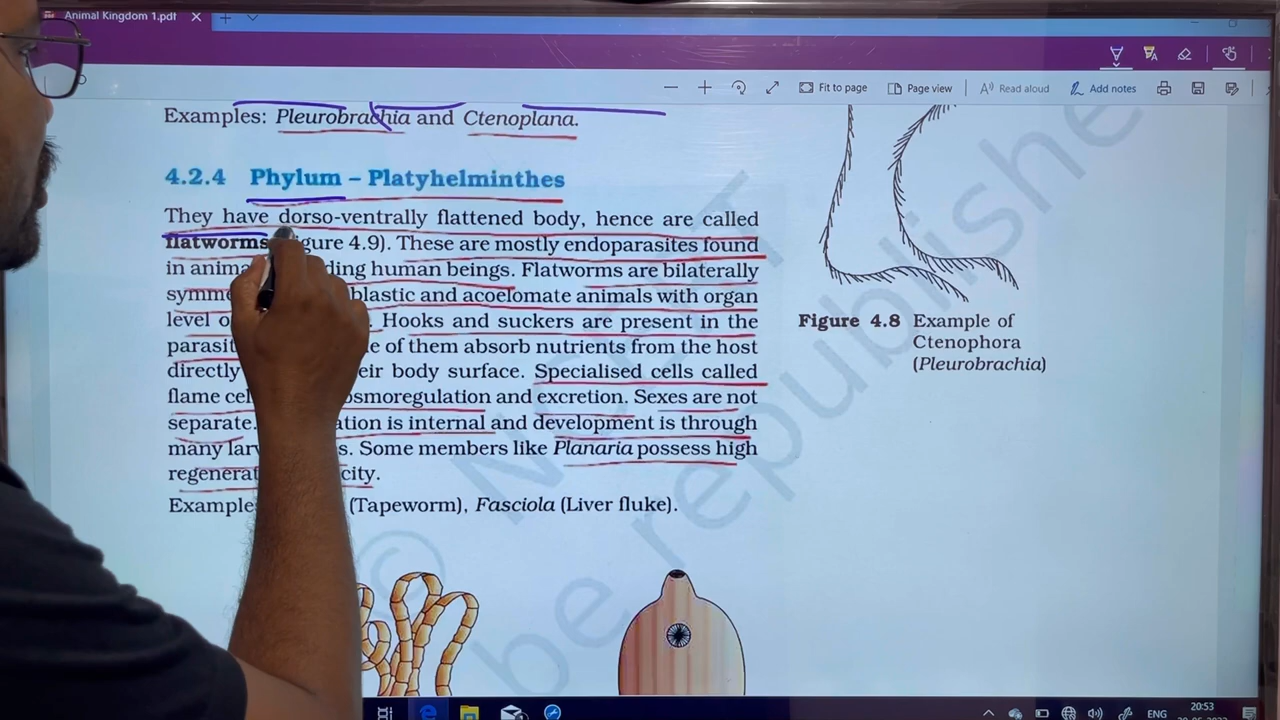 Animal Kingdom 1.pdf
Fit to page
Page view
Read aloud
Add notes
Examples: Pleurobrachia and Ctenoplana.
4.2.4 Phylum – Platyhelminthes
They have dorso-ventrally flattened body, hence are called
flatworms igure 4.9). These are mostly endoparasites found
in anima ding human beings. Flatworms are bilaterally
symme blastic and acoelomate animals with organ
level o . Hooks and suckers are present in the
parasit e of them absorb nutrients from the host
directly eir body surface. Specialised cells called
flame cel osmoregulation and excretion. Sexes are not
separate. ation is internal and development is through
many lar s. Some members like Planaria possess high
regenerat city.
Example (Tapeworm), Fasciola (Liver fluke).
Figure 4.8 Example of
Ctenophora
(Pleurobrachia)
© NCERT
be republishe
ENG
20:53